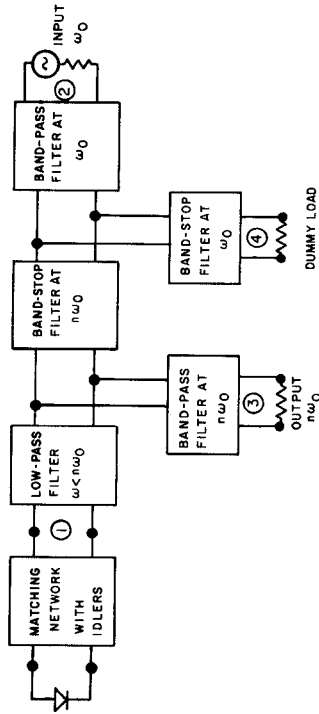 MATCHING
NETWORK
WITH
IDLERS
①
LOW-PASS
FILTER
ω<nω₀
BAND-STOP
FILTER AT
nω₀
BAND-PASS
FILTER AT
ω₀
②
INPUT
ω₀
BAND-PASS
FILTER AT
nω₀
③
OUTPUT
nω₀
BAND-STOP
FILTER AT
ω₀
④
DUMMY LOAD